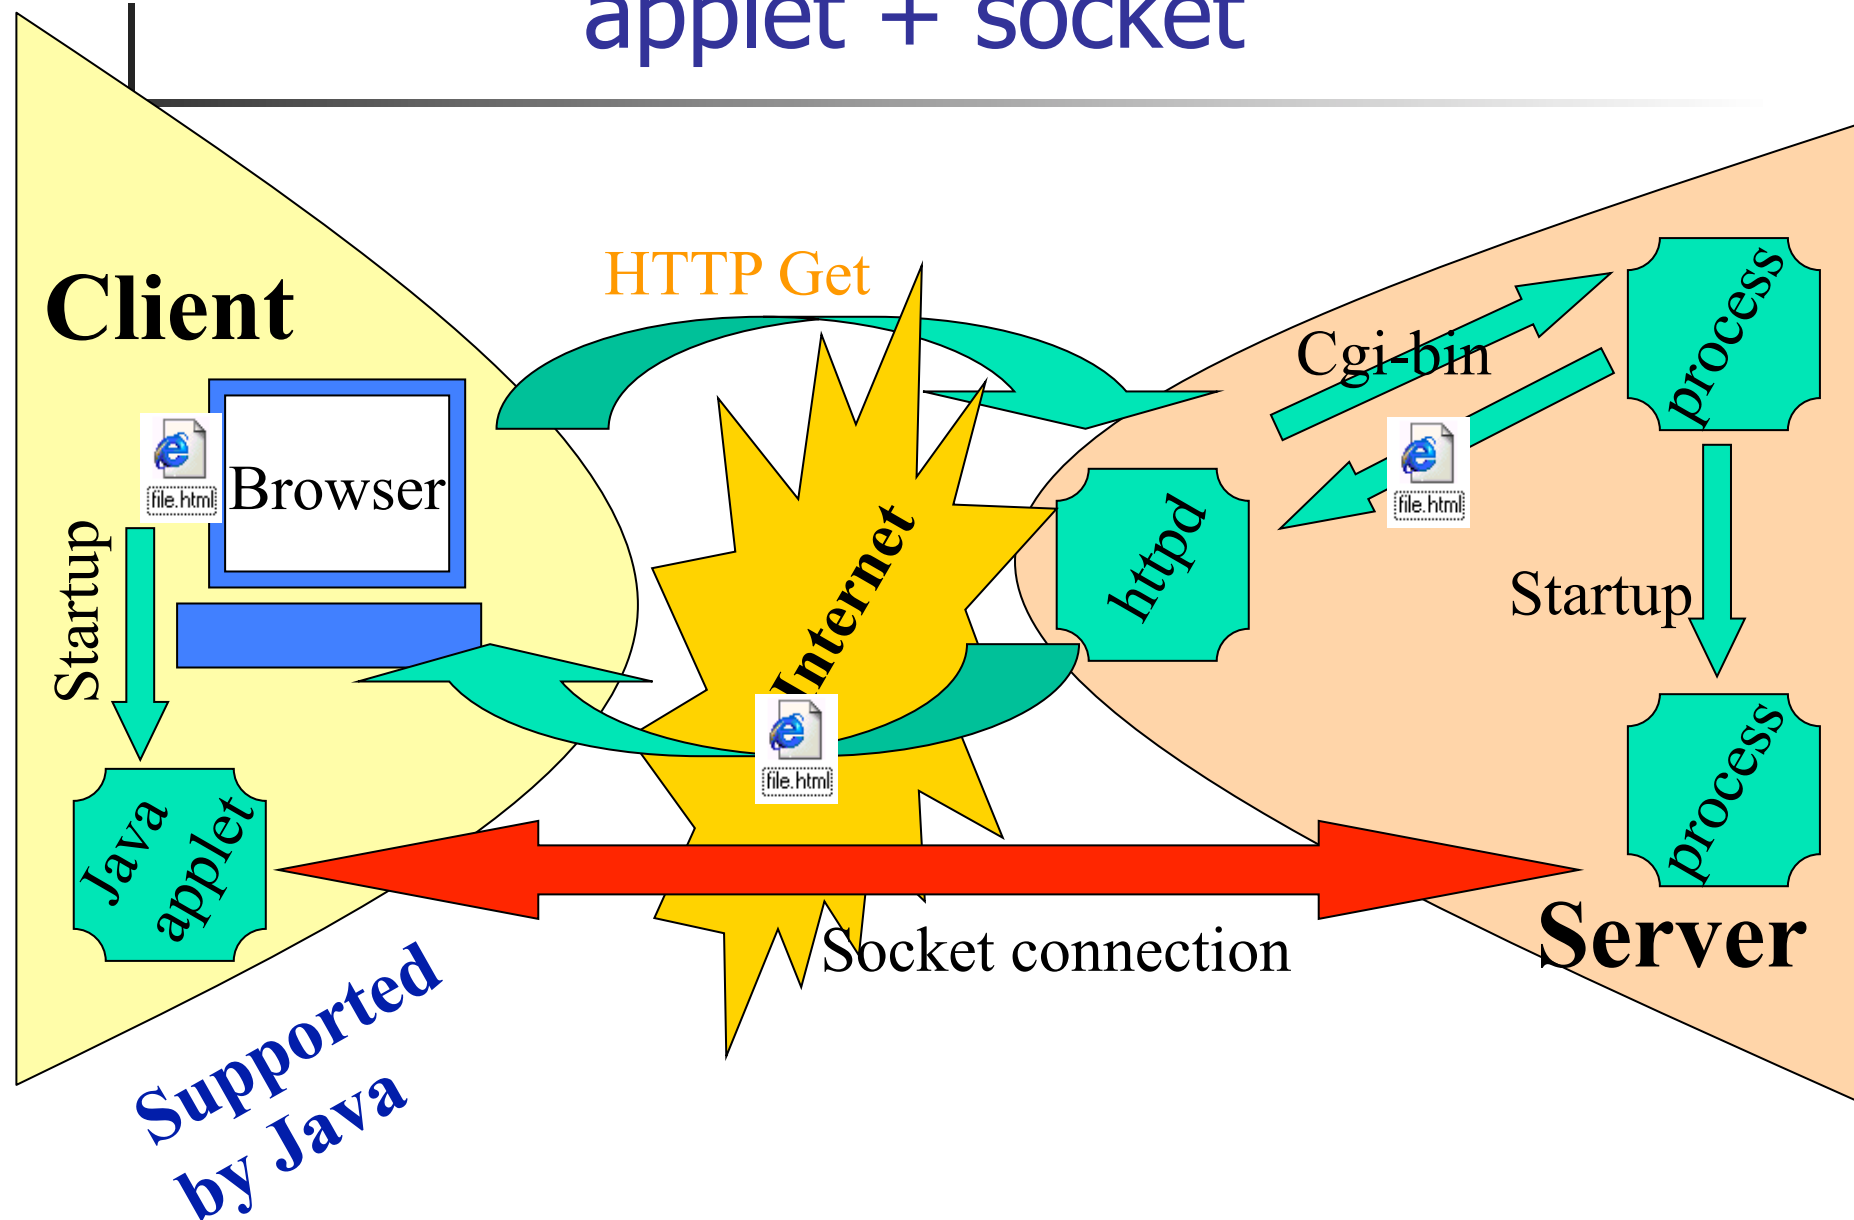 applet + socket
HTTP Get
Client
process
Cgi-bin
file.html
Browser
file.html
httpd
Internet
Startup
Startup
file.html
process
Java
applet
Socket connection
Server
Supported
by Java